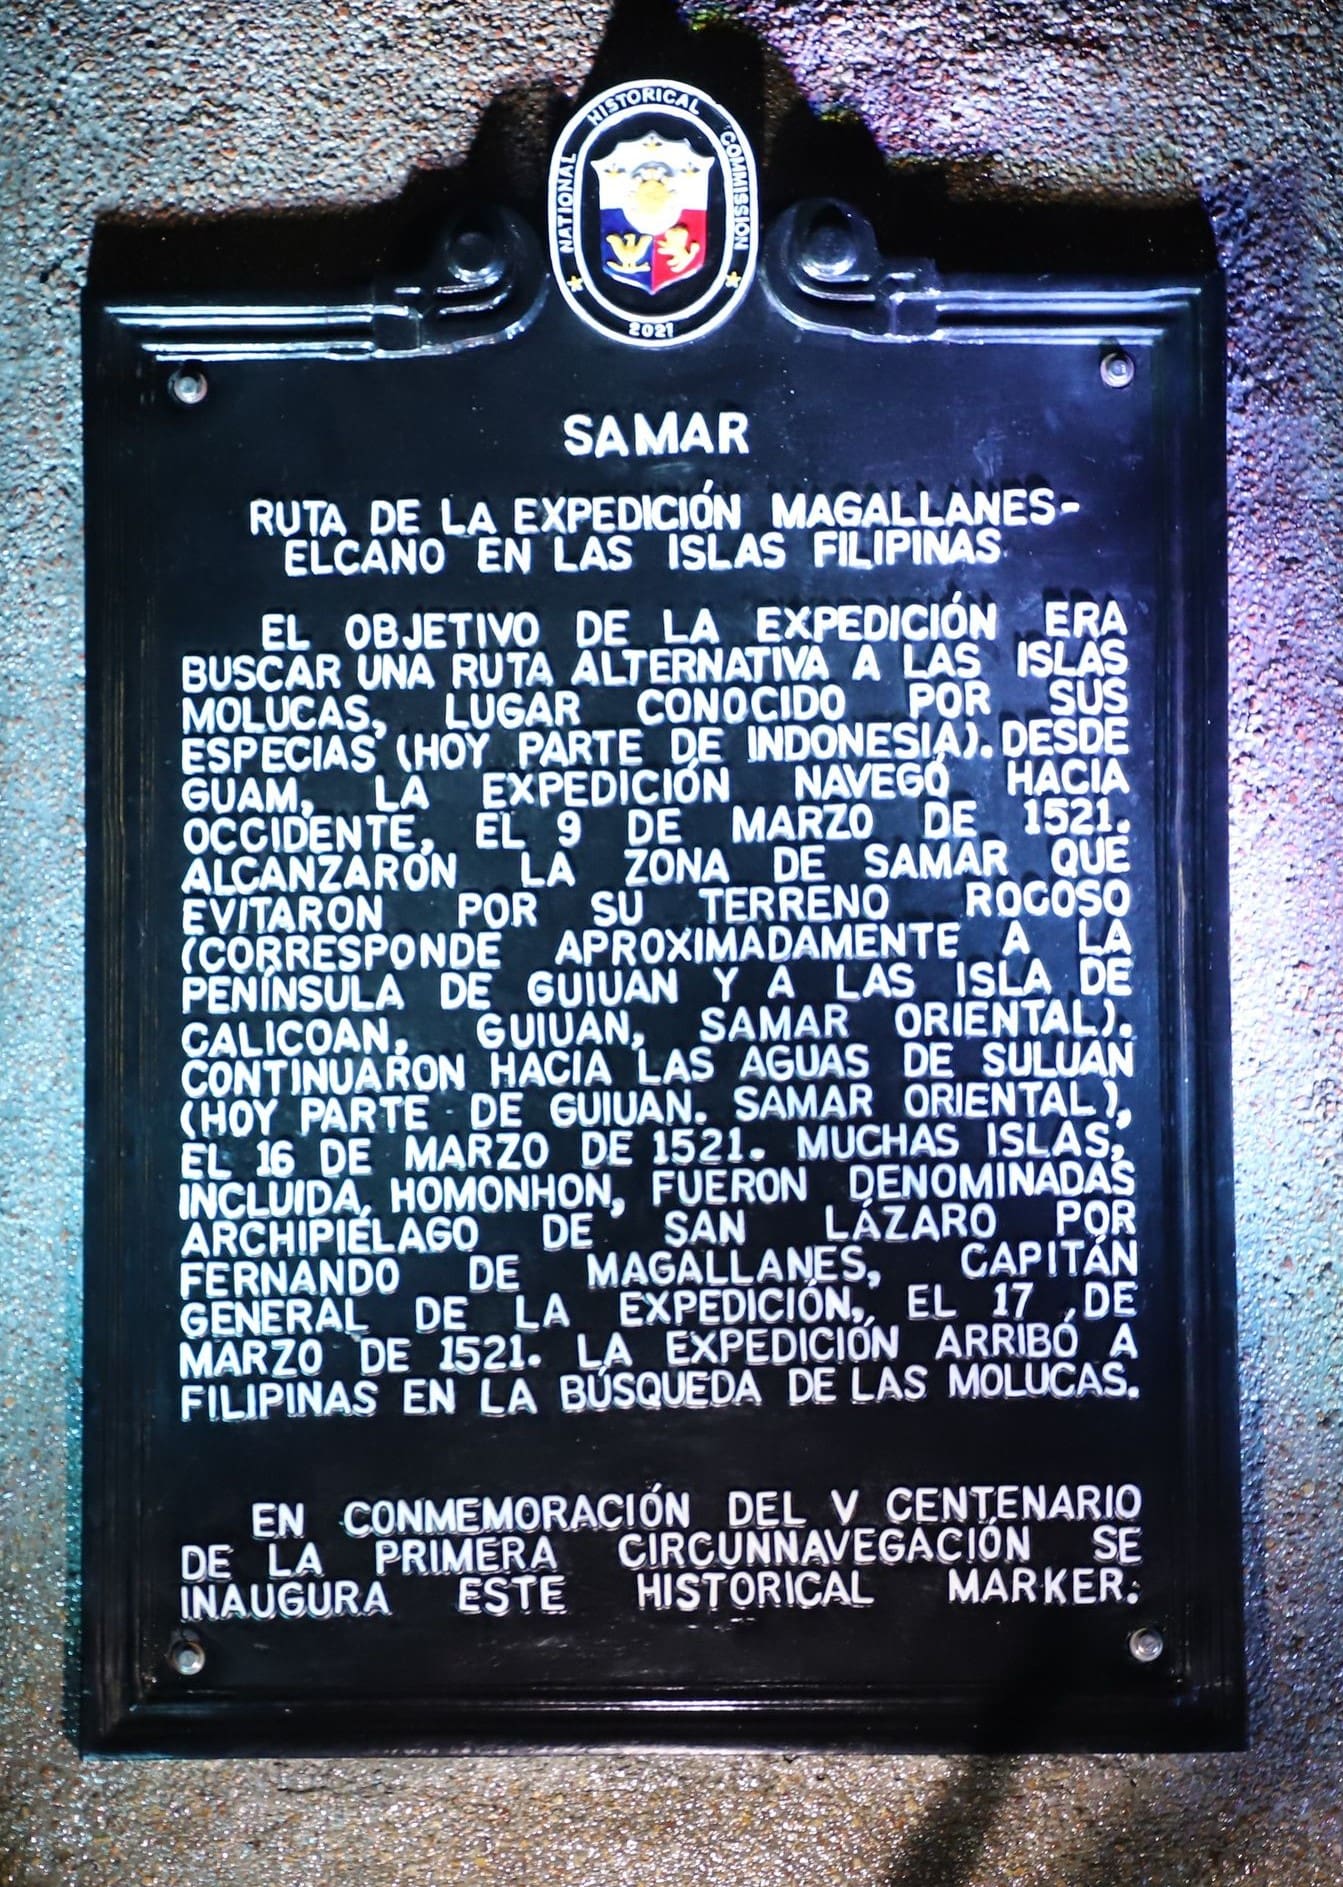 NATIONAL HISTORICAL COMMISSION
2021
SAMAR
RUTA DE LA EXPEDICIÓN MAGALLANES-
ELCANO EN LAS ISLAS FILIPINAS
EL OBJETIVO DE LA EXPEDICIÓN ERA
BUSCAR UNA RUTA ALTERNATIVA A LAS ISLAS
MOLUCAS, LUGAR CONOCIDO POR SUS
ESPECIAS (HOY PARTE DE INDONESIA). DESDE
GUAM, LA EXPEDICIÓN NAVEGÓ HACIA
OCCIDENTE, EL 9 DE MARZO DE 1521.
ALCANZARÓN LA ZONA DE SAMAR QUE
EVITARON POR SU TERRENO ROCOSO
(CORRESPONDE APROXIMADAMENTE A LA
PENÍNSULA DE GUIUAN Y A LAS ISLA DE
CALICOAN, GUIUAN, SAMAR ORIENTAL).
CONTINUARON HACIA LAS AGUAS DE SULUAN
(HOY PARTE DE GUIUAN. SAMAR ORIENTAL),
EL 16 DE MARZO DE 1521. MUCHAS ISLAS,
INCLUIDA HOMONHON, FUERON DENOMINADAS
ARCHIPIÉLAGO DE SAN LÁZARO POR
FERNANDO DE MAGALLANES, CAPITÁN
GENERAL DE LA EXPEDICIÓN, EL 17 DE
MARZO DE 1521. LA EXPEDICIÓN ARRIBÓ A
FILIPINAS EN LA BÚSQUEDA DE LAS MOLUCAS.
EN CONMEMORACIÓN DEL V CENTENARIO
DE LA PRIMERA CIRCUNNAVEGACIÓN SE
INAUGURA ESTE HISTORICAL MARKER.